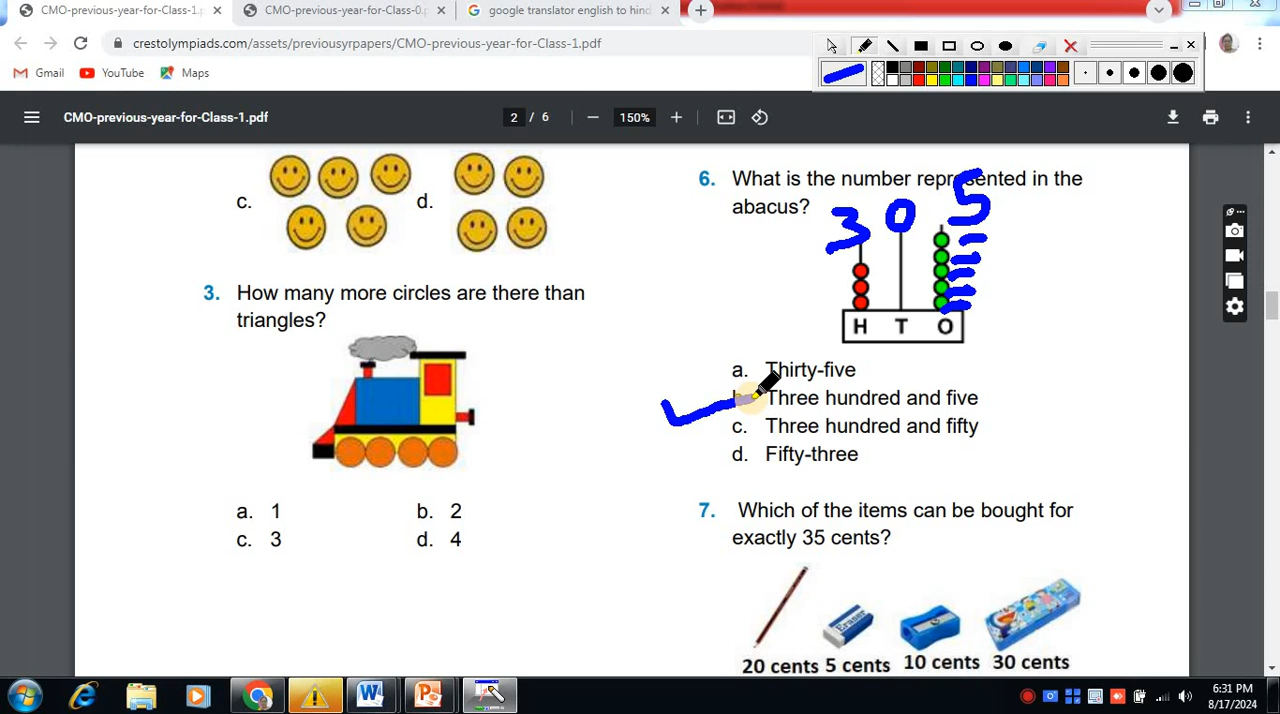 CMO-previous-year-for-Class-1.p
CMO-previous-year-for-Class-0.p
google translator english to hind
crestolympiads.com/assets/previousyrpapers/CMO-previous-year-for-Class-1.pdf
Gmail
YouTube
Maps
CMO-previous-year-for-Class-1.pdf
2 / 6
150%
c.
d.
3. How many more circles are there than
triangles?
a. 1
b. 2
c. 3
d. 4
6. What is the number represented in the
abacus?
3 0 5
H T O
a. Thirty-five
b. Three hundred and five
c. Three hundred and fifty
d. Fifty-three
7. Which of the items can be bought for
exactly 35 cents?
Eraser
20 cents 5 cents 10 cents 30 cents
6:31 PM
8/17/2024